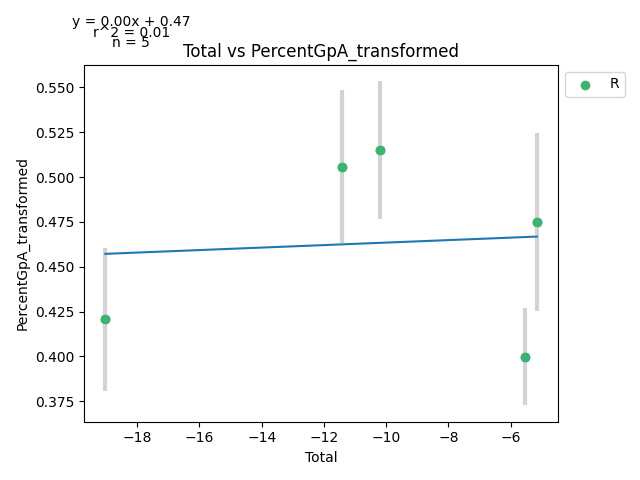 y = 0.00x + 0.47
r^2 = 0.01
n = 5
Total vs PercentGpA_transformed
R
0.550
0.525
0.500
0.475
0.450
0.425
0.400
0.375
PercentGpA_transformed
−18
−16
−14
−12
−10
−8
−6
Total